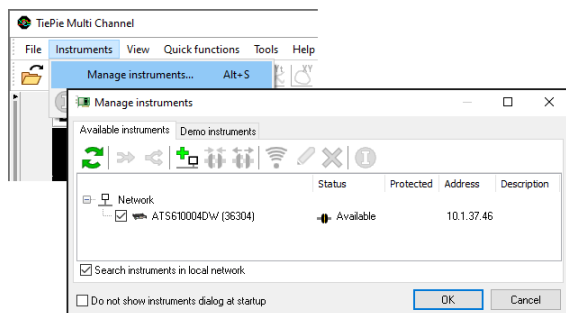 TiePie Multi Channel
File Instruments View Quick functions Tools Help
Manage instruments... Alt+S
Manage instruments
Available instruments Demo instruments
Status Protected Address Description
Network
ATS610004DW (36304) Available 10.1.37.46
Search instruments in local network
Do not show instruments dialog at startup OK Cancel